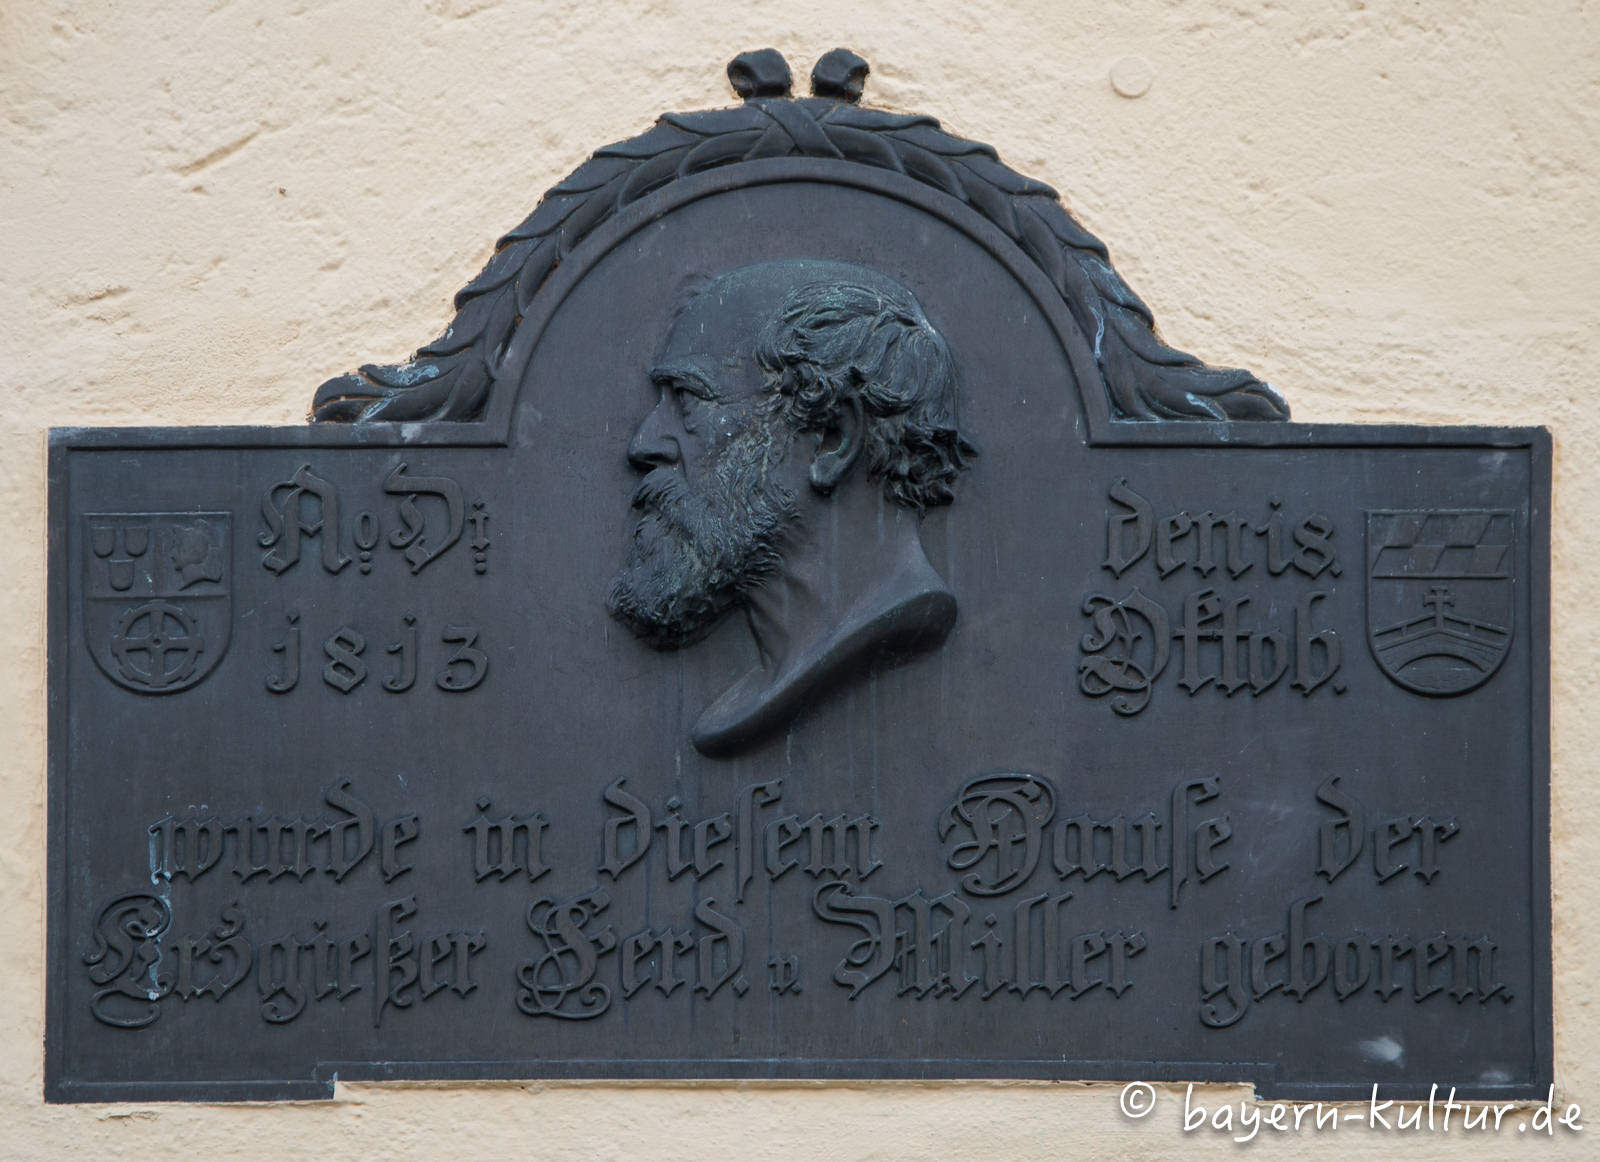 Ao. Di.
1813
den 18.
Oktob.
wurde in diesem Hause der
Erzgießer Ferd. v Miller geboren.
© bayern-kultur.de